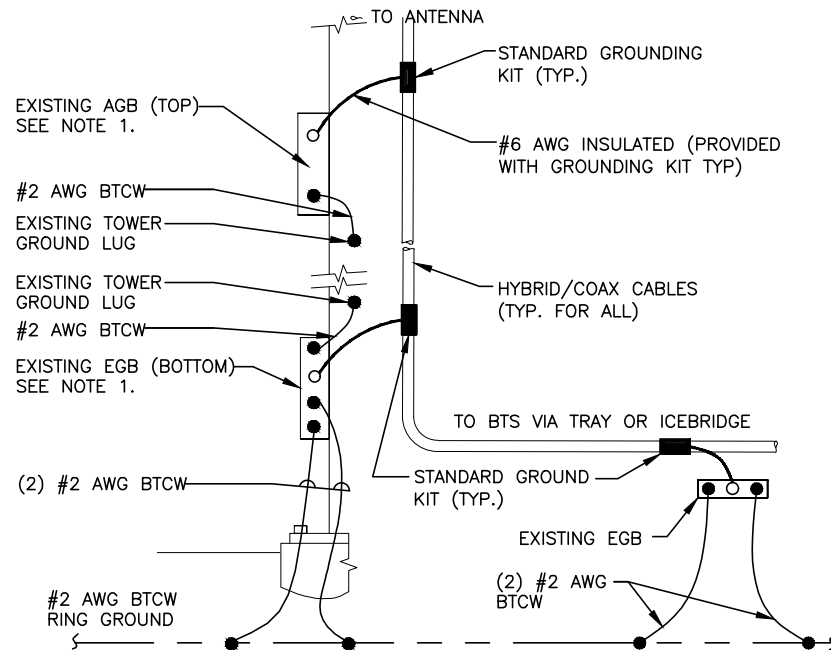 TO ANTENNA
STANDARD GROUNDING
KIT (TYP.)
EXISTING AGB (TOP)
SEE NOTE 1.
#6 AWG INSULATED (PROVIDED
WITH GROUNDING KIT TYP)
#2 AWG BTCW
EXISTING TOWER
GROUND LUG
EXISTING TOWER
GROUND LUG
HYBRID/COAX CABLES
(TYP. FOR ALL)
#2 AWG BTCW
EXISTING EGB (BOTTOM)
SEE NOTE 1.
TO BTS VIA TRAY OR ICEBRIDGE
(2) #2 AWG BTCW
STANDARD GROUND
KIT (TYP.)
EXISTING EGB
(2) #2 AWG
BTCW
#2 AWG BTCW
RING GROUND